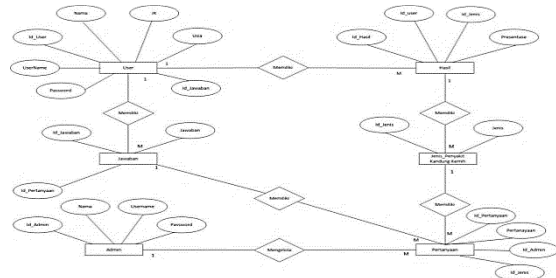 Nama
JK
Id_User
Usia
UserName
User
1
Password
1
Id_Jawaban
Memiliki
M
Id_user
Id_Jenis
Id_Hasil
Presentase
Hasil
1
Memiliki
Memiliki
Id_Jawaban
Jawaban
M
Jawaban
1
Id_Pertanyaan
Id_Jenis
Jenis
M
Jenis_Penyakit
Kandung Kemih
1
Memiliki
Memiliki
M
M
Id_Pertanyaan
Pertanyaan
Id_Admin
Id_Jenis
Pertanyaan
Nama
Username
Id_Admin
Password
Admin
1
Mengelola
M